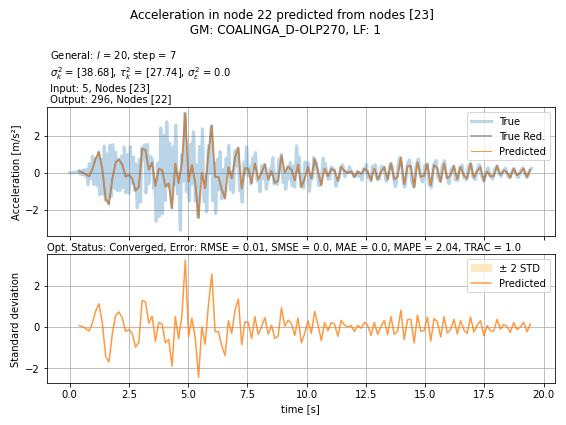 Acceleration in node 22 predicted from nodes [23]
GM: COALINGA_D-OLP270, LF: 1
General: l = 20, step = 7
σ²ₖ = [38.68], τ²ₖ = [27.74], σ²ε = 0.0
Input: 5, Nodes [23]
Output: 296, Nodes [22]
Acceleration [m/s²]
2
0
−2
True
True Red.
Predicted
Opt. Status: Converged, Error: RMSE = 0.01, SMSE = 0.0, MAE = 0.0, MAPE = 2.04, TRAC = 1.0
Standard deviation
2
0
−2
± 2 STD
Predicted
0.0 2.5 5.0 7.5 10.0 12.5 15.0 17.5 20.0
time [s]